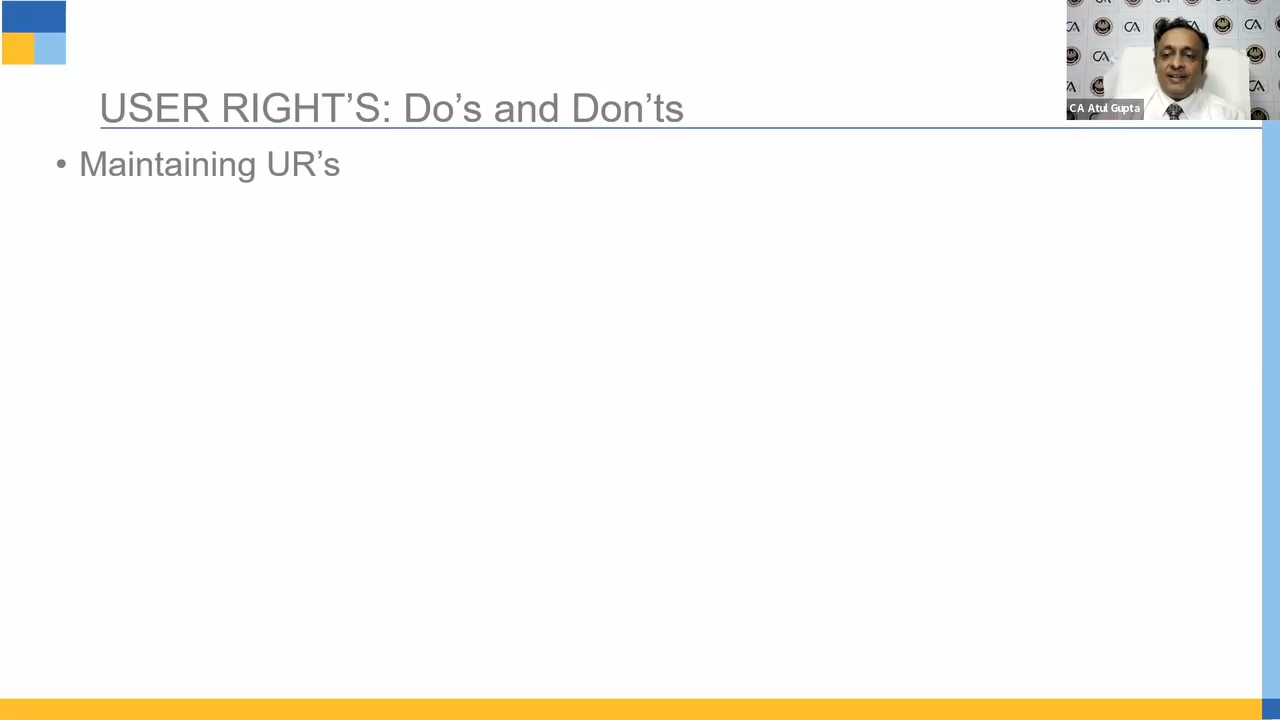 USER RIGHT’S: Do’s and Don’ts
CA Atul Gupta
• Maintaining UR’s